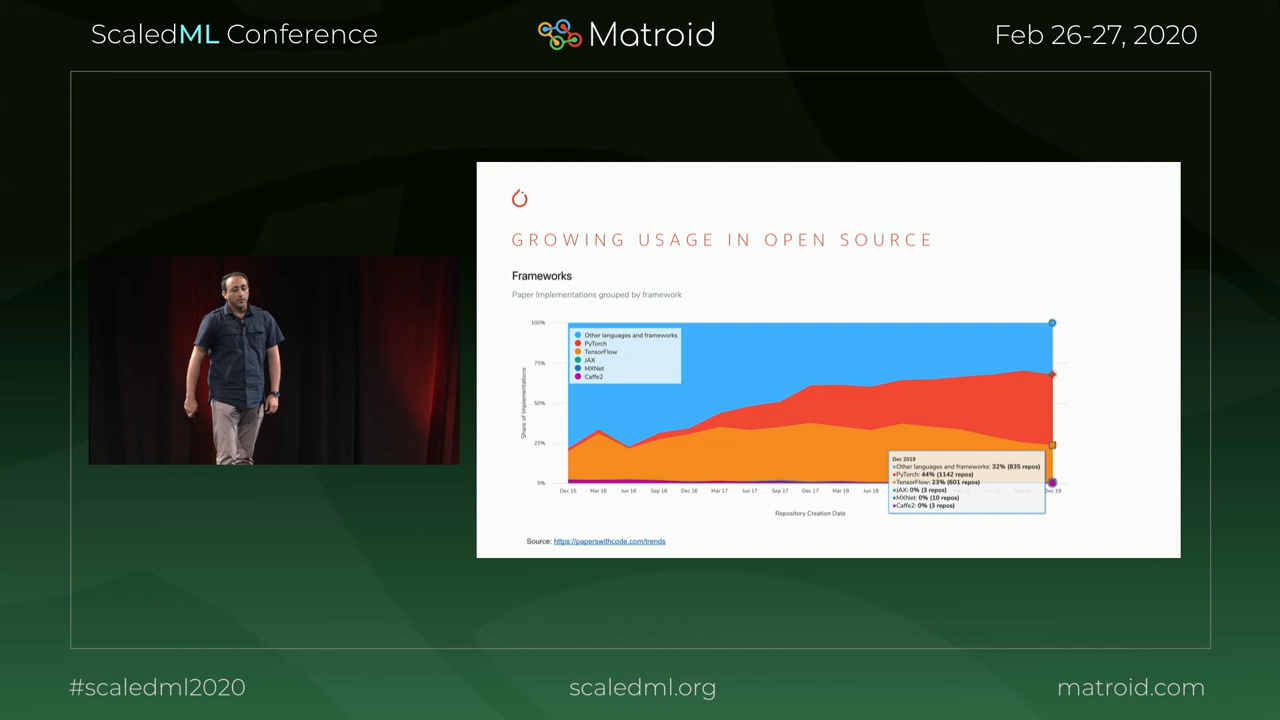 ScaledML Conference
Matroid
Feb 26-27, 2020
GROWING USAGE IN OPEN SOURCE
Frameworks
Paper Implementations grouped by framework
100%
75%
50%
25%
0%
Share of Implementations
Other languages and frameworks
PyTorch
TensorFlow
JAX
MXNet
Caffe2
Dec 2019
Other languages and frameworks: 32% (835 repos)
PyTorch: 44% (1142 repos)
TensorFlow: 23% (601 repos)
JAX: 0% (3 repos)
MXNet: 0% (10 repos)
Caffe2: 0% (3 repos)
Dec 15 Mar 16 Jun 16 Sep 16 Dec 16 Mar 17 Jun 17 Sep 17 Dec 17 Mar 18 Jun 18 Dec 19
Repository Creation Date
Source: https://paperswithcode.com/trends
#scaledml2020
scaledml.org
matroid.com